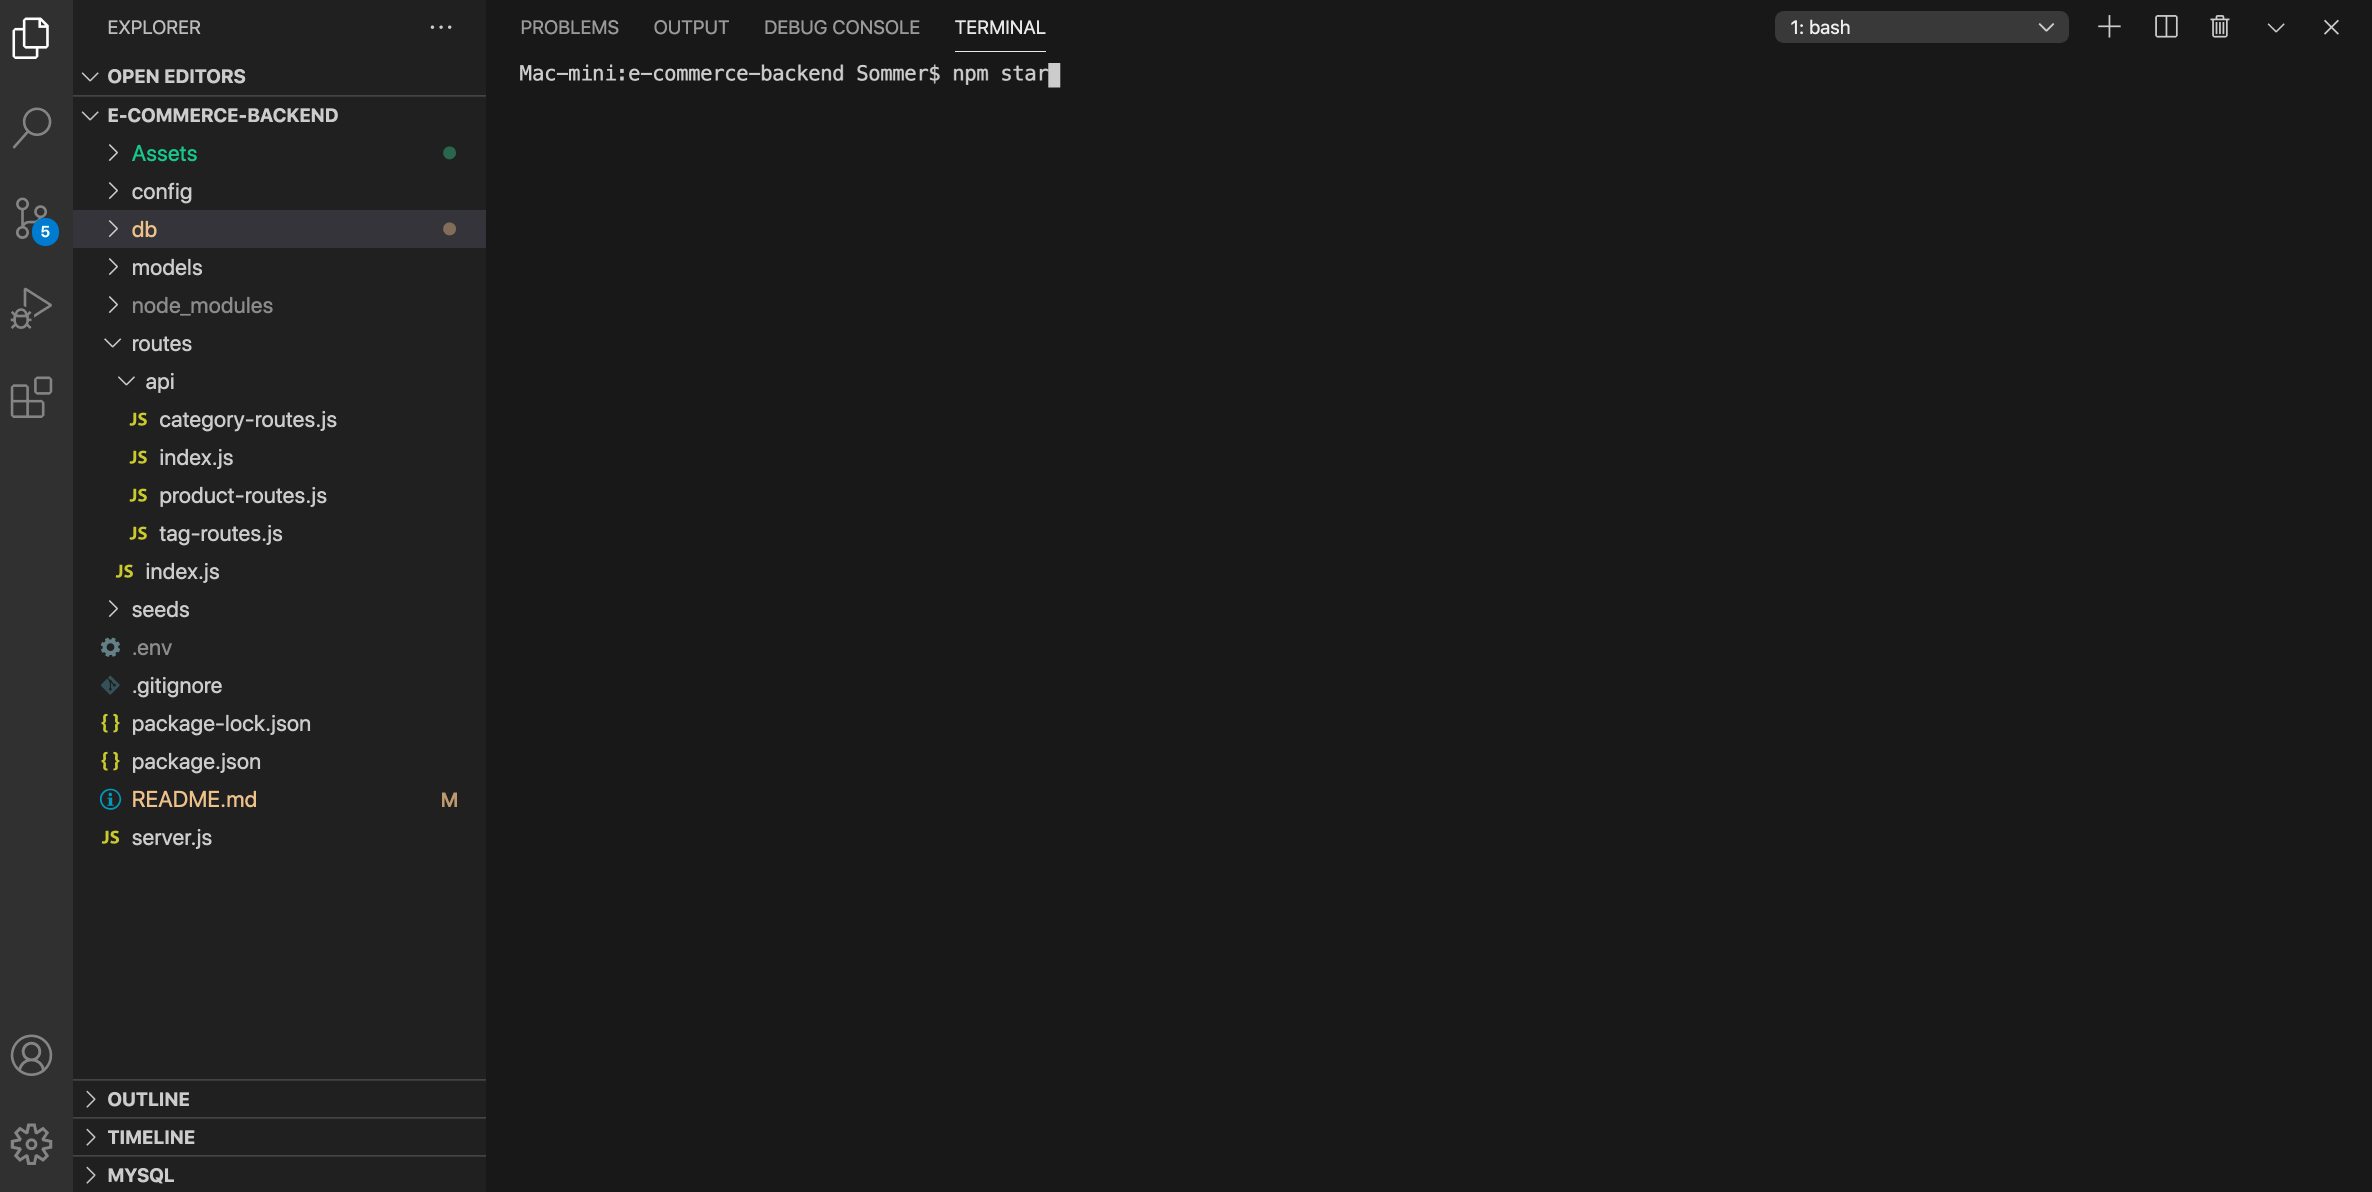 EXPLORER
OPEN EDITORS
E-COMMERCE-BACKEND
Assets
config
db
models
node_modules
routes
api
JS category-routes.js
JS index.js
JS product-routes.js
JS tag-routes.js
JS index.js
seeds
.env
.gitignore
{} package-lock.json
{} package.json
README.md M
JS server.js
OUTLINE
TIMELINE
MYSQL
5
PROBLEMS OUTPUT DEBUG CONSOLE TERMINAL
1: bash
Mac-mini:e-commerce-backend Sommer$ npm star